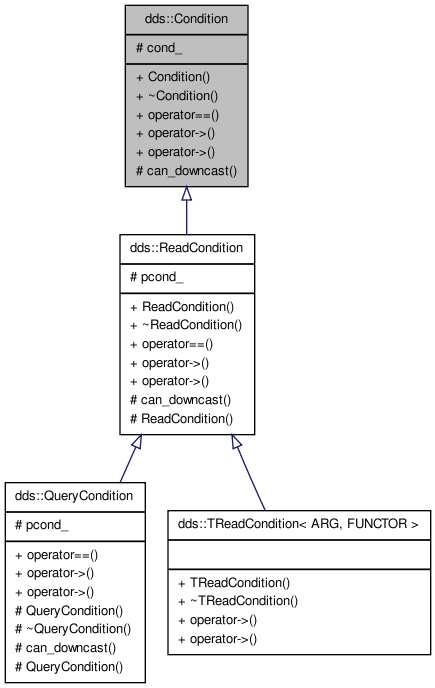 dds::Condition
# cond_
+ Condition()
+ ~Condition()
+ operator==()
+ operator->()
+ operator->()
# can_downcast()
dds::ReadCondition
# pcond_
+ ReadCondition()
+ ~ReadCondition()
+ operator==()
+ operator->()
+ operator->()
# can_downcast()
# ReadCondition()
dds::QueryCondition
# pcond_
+ operator==()
+ operator->()
+ operator->()
# QueryCondition()
# ~QueryCondition()
# can_downcast()
# QueryCondition()
dds::TReadCondition< ARG, FUNCTOR >
+ TReadCondition()
+ ~TReadCondition()
+ operator->()
+ operator->()